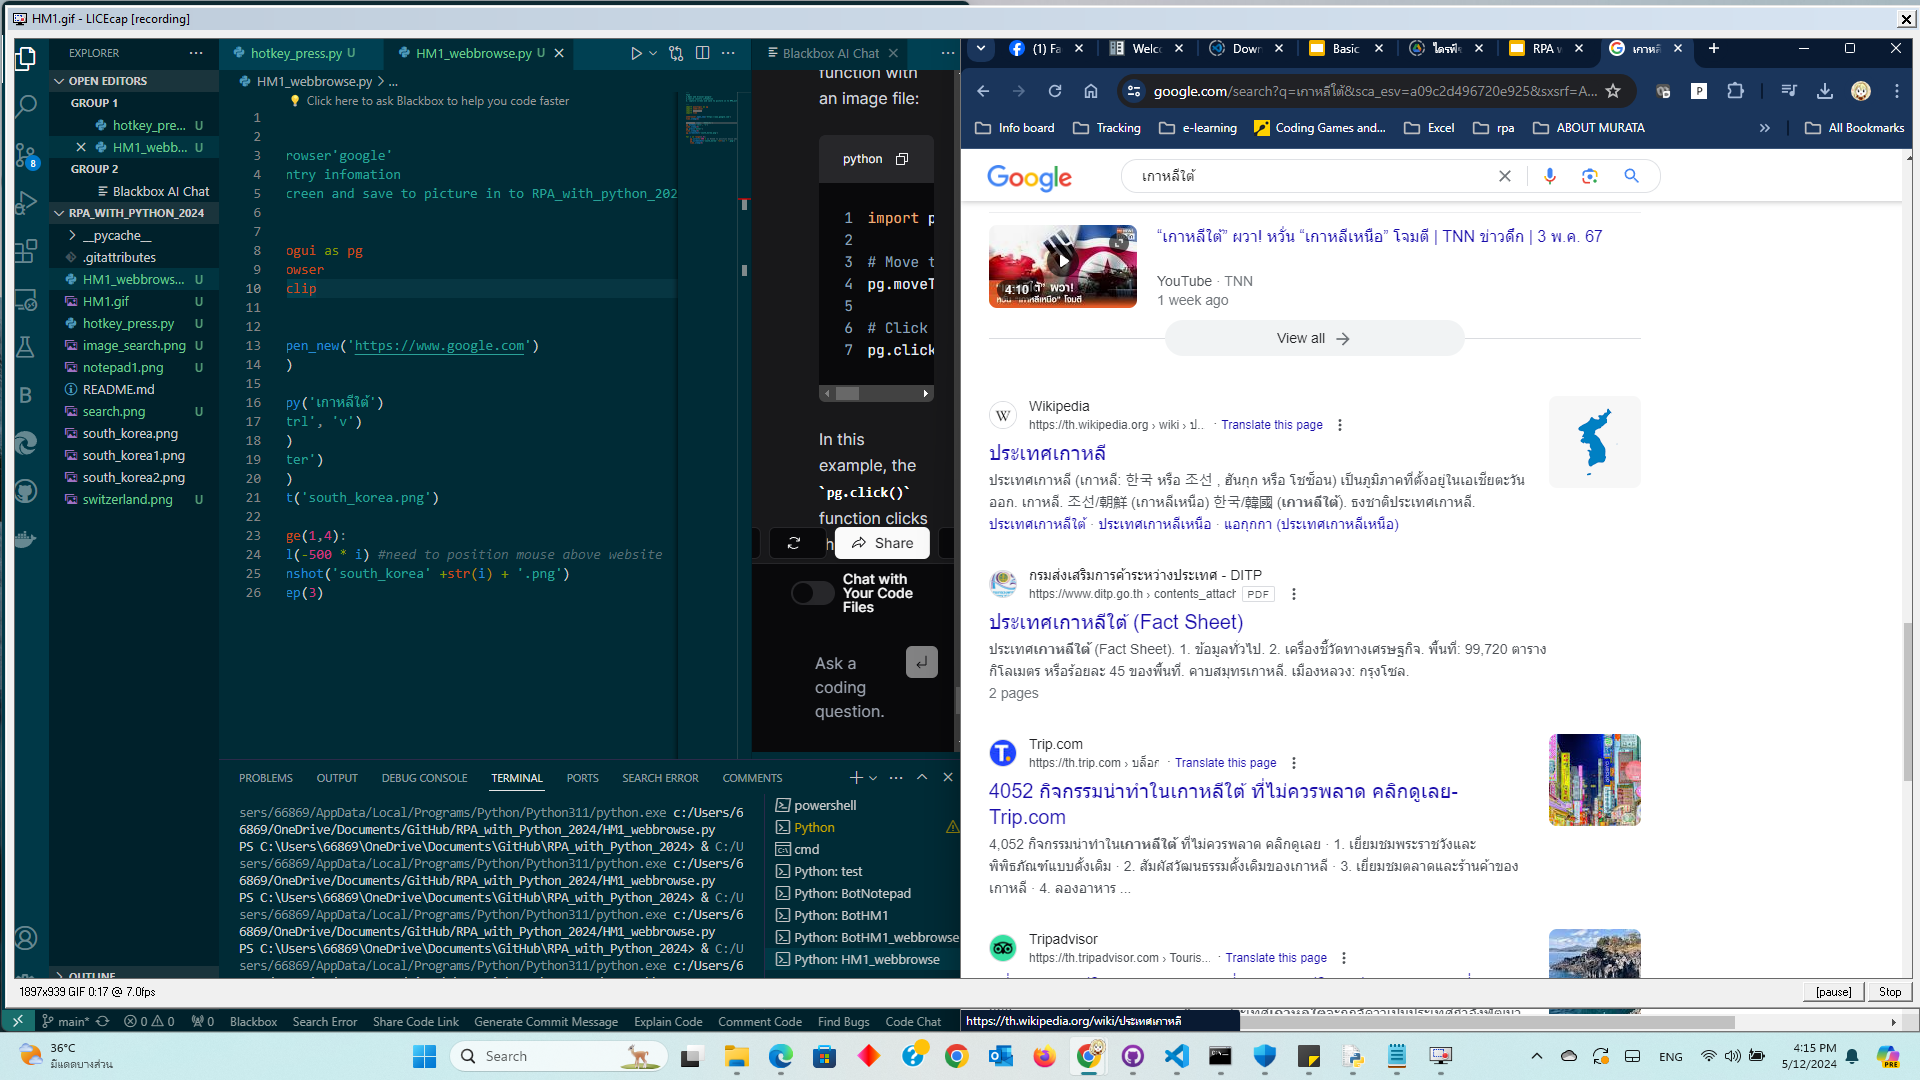 HM1.gif - LICEcap [recording]
EXPLORER
OPEN EDITORS
GROUP 1
hotkey_pre... U
HM1_webb... U
GROUP 2
Blackbox AI Chat
RPA_WITH_PYTHON_2024
__pycache__
.gitattributes
HM1_webbrows... U
HM1.gif U
hotkey_press.py U
image_search.png U
notepad1.png U
README.md
search.png U
south_korea.png
south_korea1.png
south_korea2.png
switzerland.png U
OUTLINE
8
hotkey_press.py U
HM1_webbrowse.py U
HM1_webbrowse.py > ...
Click here to ask Blackbox to help you code faster
1
2
3 rowser'google'
4 ntry infomation
5 creen and save to picture in to RPA_with_python_202
6
7
8 ogui as pg
9 owser
10 clip
11
12
13 pen_new('https://www.google.com')
14 )
15
16 py('เกาหลีใต้')
17 trl', 'v')
18 )
19 ter')
20 )
21 t('south_korea.png')
22
23 ge(1,4):
24 l(-500 * i) #need to position mouse above website
25 nshot('south_korea' +str(i) + '.png')
26 ep(3)
Blackbox AI Chat
function with
an image file:
python
1 import p
2
3 # Move t
4 pg.moveT
5
6 # Click
7 pg.click
In this
example, the
`pg.click()`
function clicks
Share
Chat with
Your Code
Files
Ask a
coding
question.
PROBLEMS OUTPUT DEBUG CONSOLE TERMINAL PORTS SEARCH ERROR COMMENTS
sers/66869/AppData/Local/Programs/Python/Python311/python.exe c:/Users/6
6869/OneDrive/Documents/GitHub/RPA_with_Python_2024/HM1_webbrowse.py
PS C:\Users\66869\OneDrive\Documents\GitHub\RPA_with_Python_2024> & C:/U
sers/66869/AppData/Local/Programs/Python/Python311/python.exe c:/Users/6
6869/OneDrive/Documents/GitHub/RPA_with_Python_2024/HM1_webbrowse.py
PS C:\Users\66869\OneDrive\Documents\GitHub\RPA_with_Python_2024> & C:/U
sers/66869/AppData/Local/Programs/Python/Python311/python.exe c:/Users/6
6869/OneDrive/Documents/GitHub/RPA_with_Python_2024/HM1_webbrowse.py
PS C:\Users\66869\OneDrive\Documents\GitHub\RPA_with_Python_2024> & C:/U
sers/66869/AppData/Local/Programs/Python/Python311/python.exe c:/Users/6
powershell
Python
cmd
Python: test
Python: BotNotepad
Python: BotHM1
Python: BotHM1_webbrowse
Python: HM1_webbrowse
(1) Fa Welc Down Basic ไดรฟ์ข RPA v เกาหลี
google.com/search?q=เกาหลีใต้&sca_esv=a09c2d496720e925&sxsrf=A...
Info board Tracking e-learning Coding Games and... Excel rpa ABOUT MURATA All Bookmarks
Google
เกาหลีใต้
"เกาหลีใต้" ผวา! หวั่น "เกาหลีเหนือ" โจมตี | TNN ข่าวดึก | 3 พ.ค. 67
4:10
YouTube · TNN
1 week ago
View all
Wikipedia
https://th.wikipedia.org › wiki › ป... · Translate this page
ประเทศเกาหลี
ประเทศเกาหลี (เกาหลี: 한국 หรือ 조선 , ฮันกุก หรือ โชซ็อน) เป็นภูมิภาคที่ตั้งอยู่ในเอเชียตะวัน
ออก. เกาหลี. 조선/朝鮮 (เกาหลีเหนือ) 한국/韓國 (เกาหลีใต้). ธงชาติประเทศเกาหลี.
ประเทศเกาหลีใต้ · ประเทศเกาหลีเหนือ · แอกุกกา (ประเทศเกาหลีเหนือ)
กรมส่งเสริมการค้าระหว่างประเทศ - DITP
https://www.ditp.go.th › contents_attach PDF
ประเทศเกาหลีใต้ (Fact Sheet)
ประเทศเกาหลีใต้ (Fact Sheet). 1. ข้อมูลทั่วไป. 2. เครื่องชี้วัดทางเศรษฐกิจ. พื้นที่: 99,720 ตาราง
กิโลเมตร หรือร้อยละ 45 ของพื้นที่. คาบสมุทรเกาหลี. เมืองหลวง: กรุงโซล.
2 pages
Trip.com
https://th.trip.com › บล็อก · Translate this page
4052 กิจกรรมน่าทำในเกาหลีใต้ ที่ไม่ควรพลาด คลิกดูเลย-
Trip.com
4,052 กิจกรรมน่าทำในเกาหลีใต้ ที่ไม่ควรพลาด คลิกดูเลย · 1. เยี่ยมชมพระราชวังและ
พิพิธภัณฑ์แบบดั้งเดิม · 2. สัมผัสวัฒนธรรมดั้งเดิมของเกาหลี · 3. เยี่ยมชมตลาดและร้านค้าของ
เกาหลี · 4. ลองอาหาร ...
Tripadvisor
https://th.tripadvisor.com › Touris... · Translate this page
1897x939 GIF 0:17 @ 7.0fps
[pause] Stop
main* 0 0 0 Blackbox Search Error Share Code Link Generate Commit Message Explain Code Comment Code Find Bugs Code Chat
https://th.wikipedia.org/wiki/ประเทศเกาหลี
36°C
มีแดดบางส่วน
Search
ENG
4:15 PM
5/12/2024